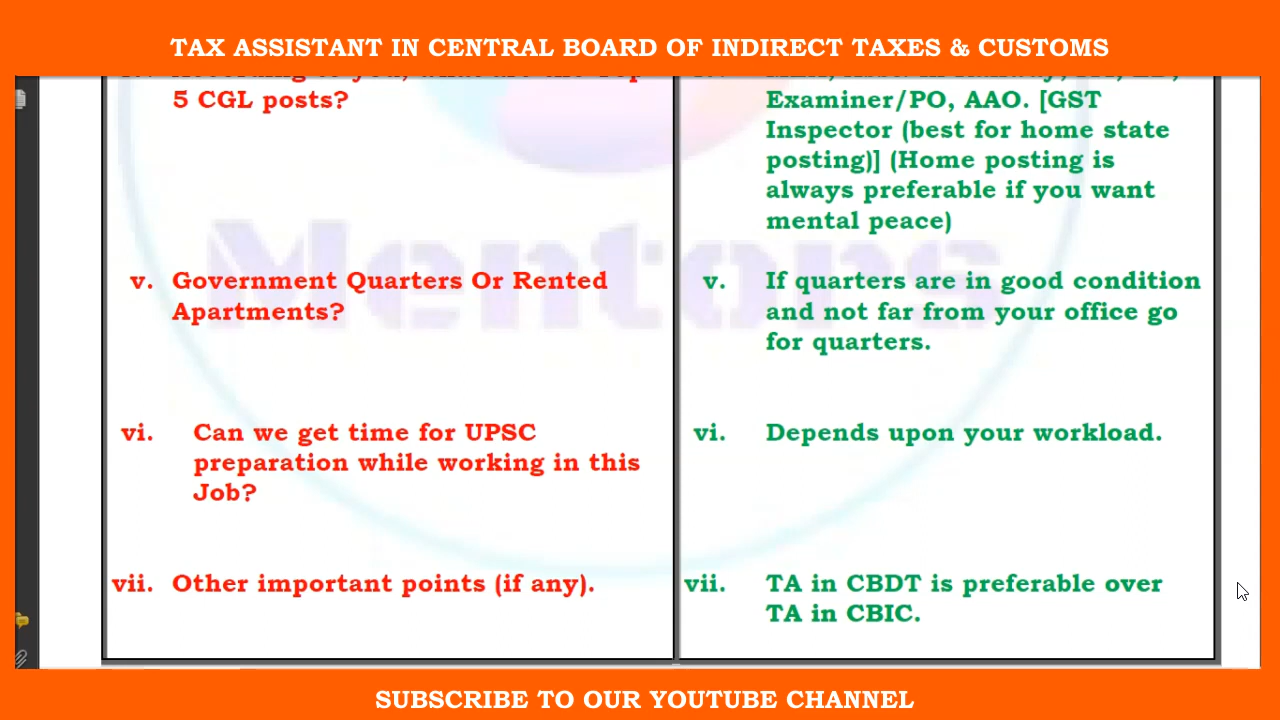 TAX ASSISTANT IN CENTRAL BOARD OF INDIRECT TAXES & CUSTOMS
5 CGL posts?
Examiner/PO, AAO. [GST
Inspector (best for home state
posting)] (Home posting is
always preferable if you want
mental peace)
v. Government Quarters Or Rented
Apartments?
v. If quarters are in good condition
and not far from your office go
for quarters.
vi. Can we get time for UPSC
preparation while working in this
Job?
vi. Depends upon your workload.
vii. Other important points (if any).
vii. TA in CBDT is preferable over
TA in CBIC.
Mentors
SUBSCRIBE TO OUR YOUTUBE CHANNEL